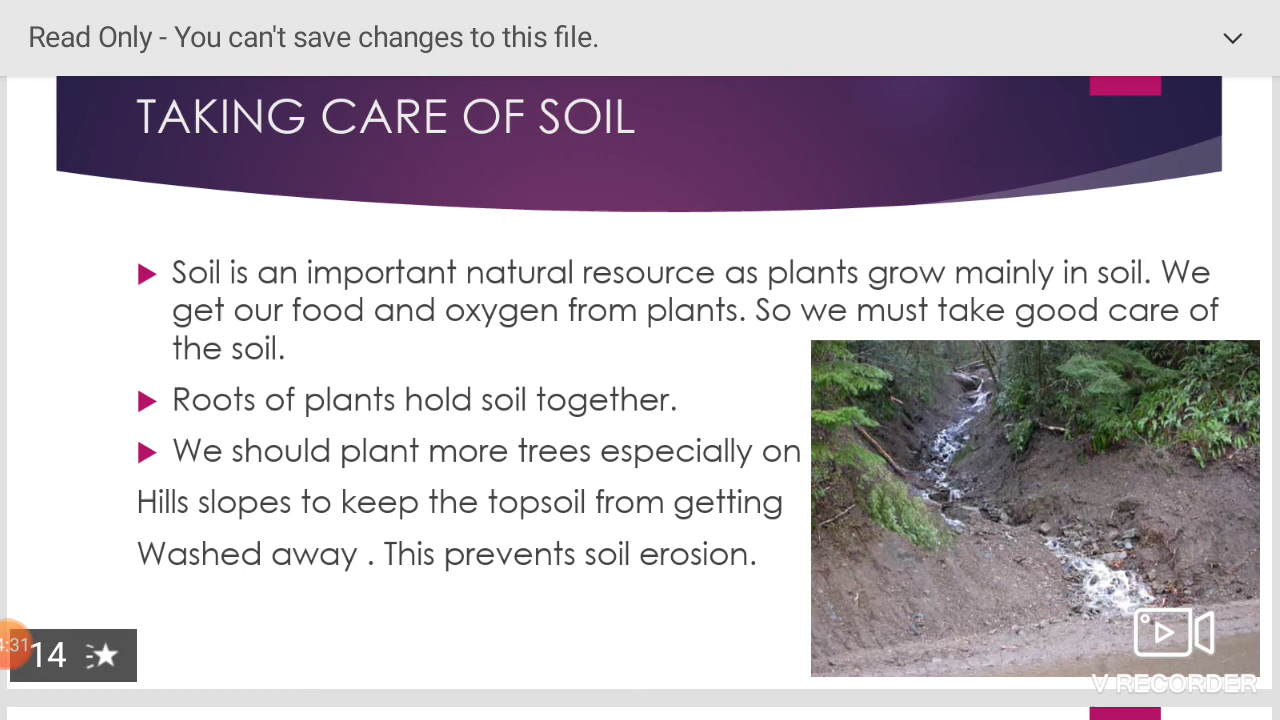 Read Only - You can't save changes to this file.
TAKING CARE OF SOIL
Soil is an important natural resource as plants grow mainly in soil. We
get our food and oxygen from plants. So we must take good care of
the soil.
Roots of plants hold soil together.
We should plant more trees especially on
Hills slopes to keep the topsoil from getting
Washed away . This prevents soil erosion.
4:31
14
V RECORDER